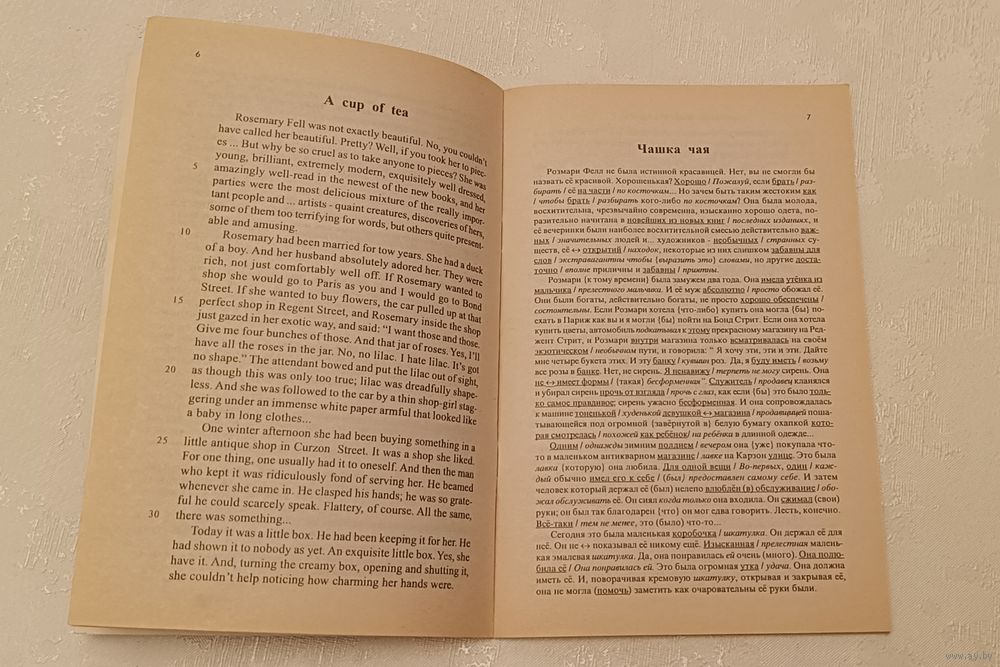 6
A cup of tea
Rosemary Fell was not exactly beautiful. No, you couldn't
have called her beautiful. Pretty? Well, if you took her to piec-
es ... But why be so cruel as to take anyone to pieces? She was
young, brilliant, extremely modern, exquisitely well dressed,
5 amazingly well-read in the newest of the new books, and her
parties were the most delicious mixture of the really impor-
tant people and ... artists - quaint creatures, discoveries of hers,
some of them too terrifying for words, but others quite present-
able and amusing.
10 Rosemary had been married for tow years. She had a duck
of a boy. And her husband absolutely adored her. They were
rich, not just comfortably well off. If Rosemary wanted to
shop she would go to Paris as you and I would go to Bond
Street. If she wanted to buy flowers, the car pulled up at that
15 perfect shop in Regent Street, and Rosemary inside the shop
just gazed in her exotic way, and said: "I want those and those.
Give me four bunches of those. And that jar of roses. Yes, I'll
have all the roses in the jar. No, no lilac. I hate lilac. It's got
no shape." The attendant bowed and put the lilac out of sight,
20 as though this was only too true; lilac was dreadfully shape-
less. And she was followed to the car by a thin shop-girl stag-
gering under an immense white paper armful that looked like
a baby in long clothes...
One winter afternoon she had been buying something in a
25 little antique shop in Curzon Street. It was a shop she liked.
For one thing, one usually had it to oneself. And then the man
who kept it was ridiculously fond of serving her. He beamed
whenever she came in. He clasped his hands; he was so grate-
ful he could scarcely speak. Flattery, of course. All the same,
30 there was something...
Today it was a little box. He had been keeping it for her. He
had shown it to nobody as yet. An exquisite little box. Yes, she
have it. And, turning the creamy box, opening and shutting it,
she couldn't help noticing how charming her hands were.
7
Чашка чая
Розмари Фелл не была истинной красавицей. Нет, вы не смогли бы
назвать её красивой. Хорошенькая? Хорошо / Пожалуй, если брать / раз-
бирать / её на части / по косточкам... Но зачем быть таким жестоким как
/ чтобы брать / разбирать кого-либо по косточкам? Она была молода,
восхитительна, чрезвычайно современна, изысканно хорошо одета, по-
разительно начитана в новейших из новых книг / последних изданиях, и
её вечеринки были наиболее восхитительной смесью действительно важ-
ных / значительных людей и... художников - необычных / странных су-
ществ, её ↔ открытий / находок, некоторые из них слишком забавны для
слов / экстравагантны чтобы (выразить это) словами, но другие доста-
точно / вполне приличны и забавны / приятны.
Розмари {к тому времени} была замужем два года. Она имела утёнка из
мальчика / прелестного мальчика. И её муж абсолютно / просто обожал её.
Они были богаты, действительно богаты, не просто хорошо обеспечены /
состоятельны. Если Розмари хотела {что-либо} купить она могла {бы} по-
ехать в Париж как вы и я могли {бы} пойти на Бонд Стрит. Если она хотела
купить цветы, автомобиль подкатывал к этому прекрасному магазину на Ред-
жент Стрит, и Розмари внутри магазина только всматривалась на своём
экзотическом / необычном пути, и говорила: " Я хочу эти, эти и эти. Дайте
мне четыре букета этих. И эту банку / кувшин роз. Да, я буду иметь / возьму
все розы в банке. Нет, не сирень. Я ненавижу / терпеть не могу сирень. Она
не ↔ имеет формы / (такая) бесформенная". Служитель / продавец кланялся
и убирал сирень прочь от взгляда / прочь с глаз, как если {бы} это было толь-
ко самое правдивое; сирень ужасно бесформенная. И она сопровождалась
к машине тоненькой / худенькой девушкой ↔ магазина / продавщицей поша-
тывающейся под огромной {завёрнутой в} белую бумагу охапкой кото-
рая смотрелась / похожей как ребёнок/ на ребёнка в длинной одежде...
Одним / однажды зимним полднем / вечером она {уже} покупала что-
то в маленьком антикварном магазине / лавке на Карзон улице. Это была
лавка {которую} она любила. Для одной вещи / Во-первых, один / каж-
дый обычно имел его к себе / (был) предоставлен самому себе. И затем
человек который держал её (был) нелепо влюблён (в) обслуживание / обо-
жал обслуживать её. Он сиял когда только она входила. Он сжимал (свои)
руки; он был так благодарен {что} он мог едва говорить. Лесть, конечно.
Всё-таки / тем не менее, это (было) что-то...
Сегодня это была маленькая коробочка / шкатулка. Он держал её для
неё. Он не ↔ показывал её никому ещё. Изысканная / прелестная малень-
кая эмалевая шкатулка. Да, она понравилась ей очень (много). Она полю-
била её / Она понравилась ей. Это была огромная утка / удача. Она должна
иметь её. И, поворачивая кремовую шкатулку, открывая и закрывая её,
она не могла (помочь) заметить как очаровательны её руки были.
www.ay.by